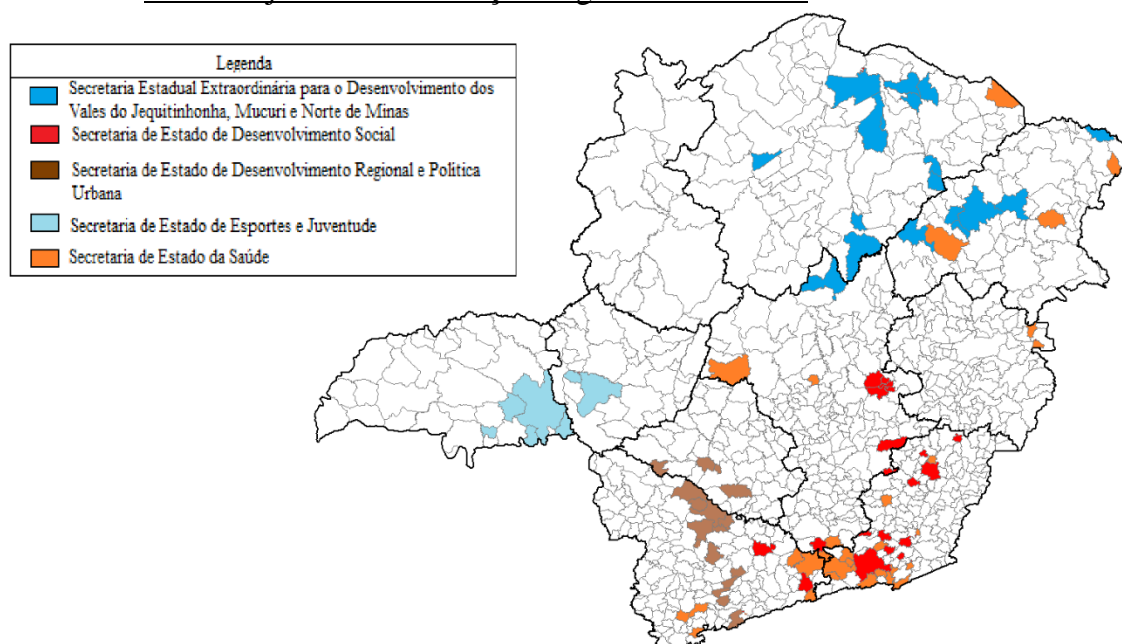 Legenda
Secretaria Estadual Extraordinária para o Desenvolvimento dos
Vales do Jequitinhonha, Mucuri e Norte de Minas
Secretaria de Estado de Desenvolvimento Social
Secretaria de Estado de Desenvolvimento Regional e Política
Urbana
Secretaria de Estado de Esportes e Juventude
Secretaria de Estado da Saúde